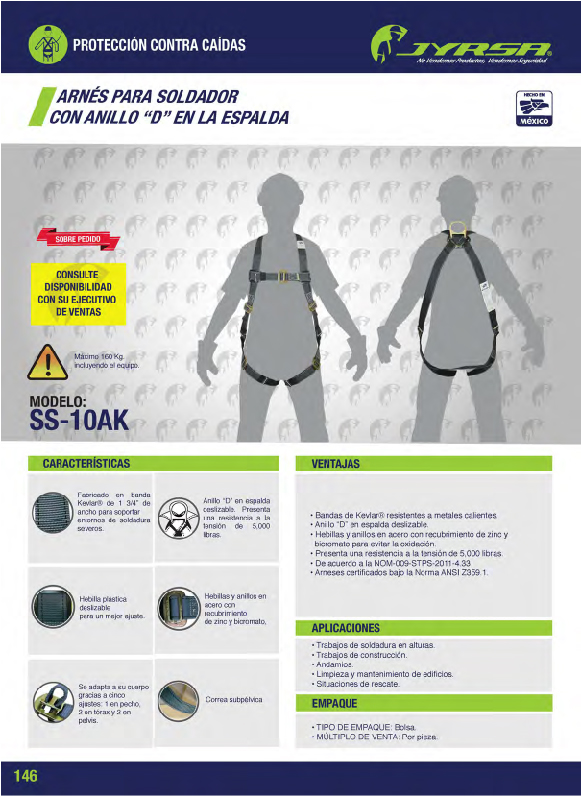 PROTECCIÓN CONTRA CAÍDAS
JYRSA®
No Vendemos Productos, Vendemos Seguridad
ARNÉS PARA SOLDADOR
CON ANILLO “D” EN LA ESPALDA
HECHO EN
MÉXICO
SOBRE PEDIDO
CONSULTE
DISPONIBILIDAD
CON SU EJECUTIVO
DE VENTAS
Máximo 160 Kg.
incluyendo el equipo.
MODELO:
SS-10AK
CARACTERÍSTICAS
Fabricado en banda
Kevlar® de 1 3/4" de
ancho para soportar
entornos de soldadura
severos.
Anillo “D” en espalda
deslizable. Presenta
una resistencia a la
tensión de 5,000
libras.
Hebilla plastica
deslizable
para un mejor ajuste.
Hebillas y anillos en
acero con
recubrimiento
de zinc y bicromato.
Se adapta a su cuerpo
gracias a cinco
ajustes: 1 en pecho,
2 en tórax y 2 en
pelvis.
Correa subpélvica
VENTAJAS
• Bandas de Kevlar® resistentes a metales calientes.
• Anillo “D” en espalda deslizable.
• Hebillas y anillos en acero con recubrimiento de zinc y
bicromato para evitar la oxidación.
• Presenta una resistencia a la tensión de 5,000 libras.
• De acuerco a la NOM-009-STPS-2011-4.33
• Arneses certificados bajo la Norma ANSI Z359.1.
APLICACIONES
• Trabajos de soldadura en alturas.
• Trabajos de construcción.
• Andamios.
• Limpieza y mantenimiento de edificios.
• Situaciones de rescate.
EMPAQUE
• TIPO DE EMPAQUE: Bolsa.
• MÚLTIPLO DE VENTA: Por pieza.
146